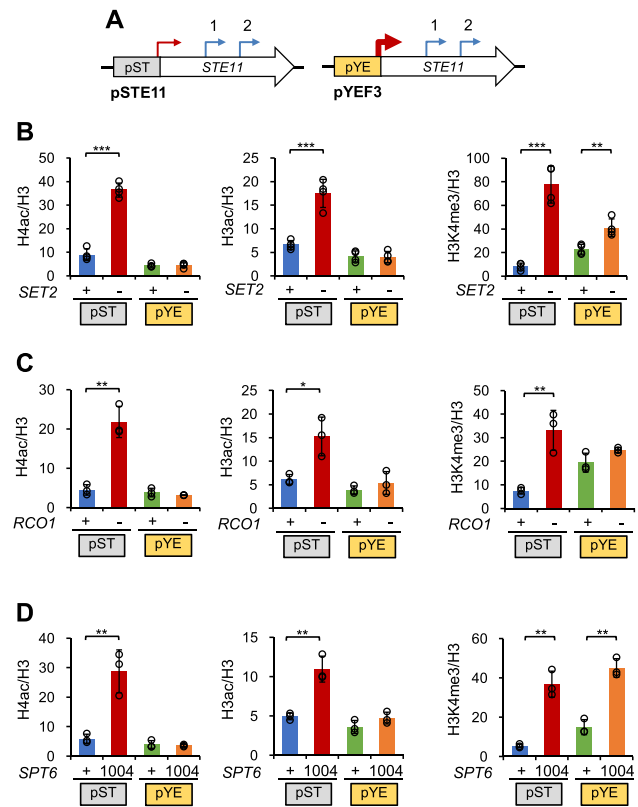 A
1 2 1 2
pST STE11 pYE STE11
pSTE11 pYEF3
B
H4ac/H3
40
30
20
10
0
***
SET2 + - + -
pST pYE
H3ac/H3
25
20
15
10
5
0
***
SET2 + - + -
pST pYE
H3K4me3/H3
100
80
60
40
20
0
*** **
SET2 + - + -
pST pYE
C
H4ac/H3
30
20
10
0
**
RCO1 + - + -
pST pYE
H3ac/H3
25
20
15
10
5
0
*
RCO1 + - + -
pST pYE
H3K4me3/H3
50
40
30
20
10
0
**
RCO1 + - + -
pST pYE
D
H4ac/H3
40
30
20
10
0
**
SPT6 + 1004 + 1004
pST pYE
H3ac/H3
15
10
5
0
**
SPT6 + 1004 + 1004
pST pYE
H3K4me3/H3
60
40
20
0
** **
SPT6 + 1004 + 1004
pST pYE